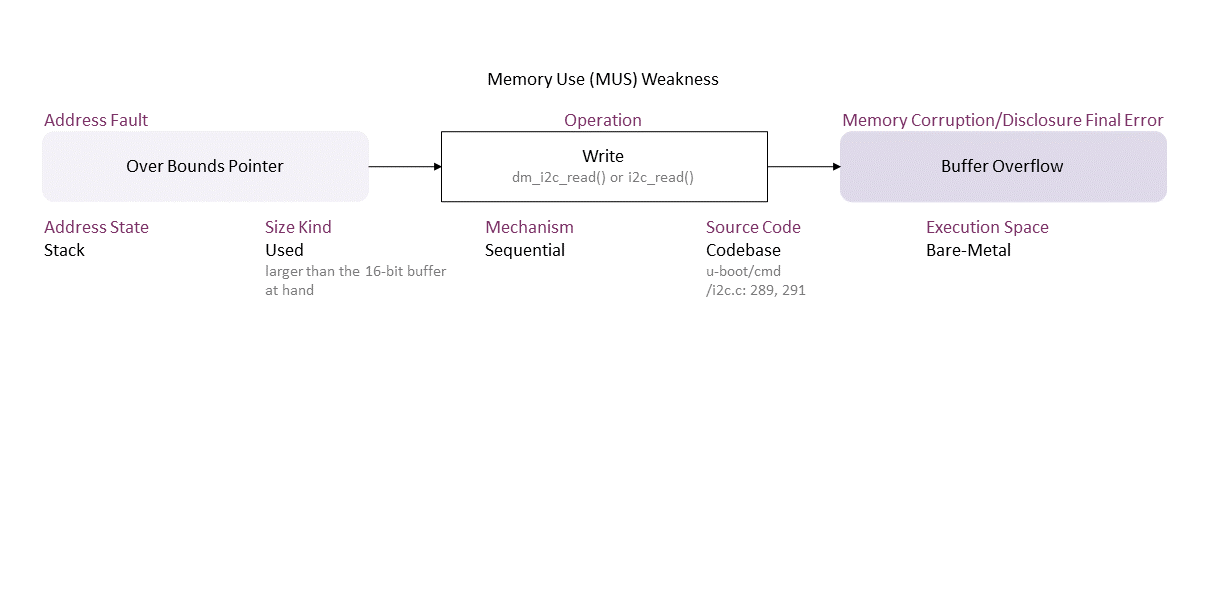 Memory Use (MUS) Weakness
Address Fault
Operation
Memory Corruption/Disclosure Final Error
Over Bounds Pointer
Write
dm_i2c_read() or i2c_read()
Buffer Overflow
Address State
Stack
Size Kind
Used
larger than the 16-bit buffer
at hand
Mechanism
Sequential
Source Code
Codebase
u-boot/cmd
/i2c.c: 289, 291
Execution Space
Bare-Metal